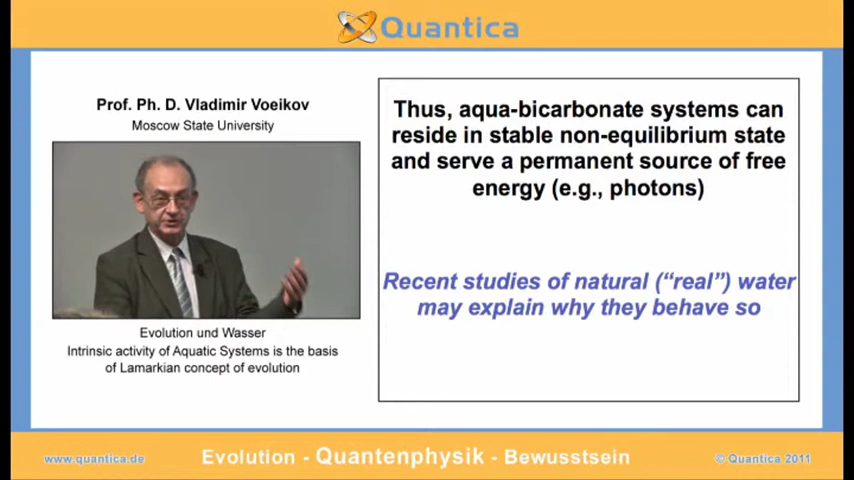 Quantica
Prof. Ph. D. Vladimir Voeikov
Moscow State University
Evolution und Wasser
Intrinsic activity of Aquatic Systems is the basis
of Lamarkian concept of evolution
Thus, aqua-bicarbonate systems can
reside in stable non-equilibrium state
and serve a permanent source of free
energy (e.g., photons)
Recent studies of natural (“real”) water
may explain why they behave so
www.quantica.de
Evolution - Quantenphysik - Bewusstsein
© Quantica 2011